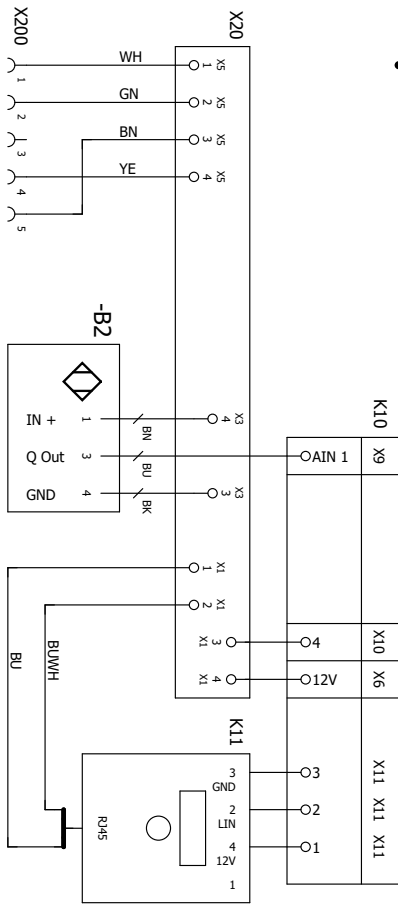 X200
X20
WH
GN
BN
YE
1
2
3
4
5
1 X5
2 X5
3 X5
4 X5
-B2
IN + 1
Q Out 3
GND 4
BN
BU
BK
4 X3
3 X3
1 X1
2 X1
X1 3
X1 4
BU
BUWH
K10
AIN 1 X9
4 X10
12V X6
3 X11
2 X11
1 X11
K11
3
GND
2
LIN
4
12V
1
RJ45